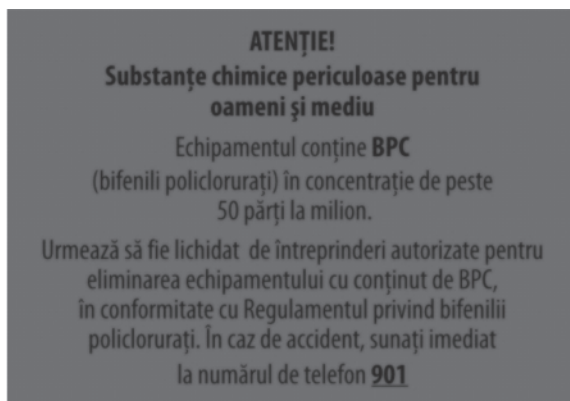 ATENȚIE!
Substanțe chimice periculoase pentru
oameni şi mediu
Echipamentul conține BPC
(bifenili policlorurați) în concentrație de peste
50 părți la milion.
Urmează să fie lichidat de întreprinderi autorizate pentru
eliminarea echipamentului cu conținut de BPC,
în conformitate cu Regulamentul privind bifenilii
policlorurați. În caz de accident, sunați imediat
la numărul de telefon 901